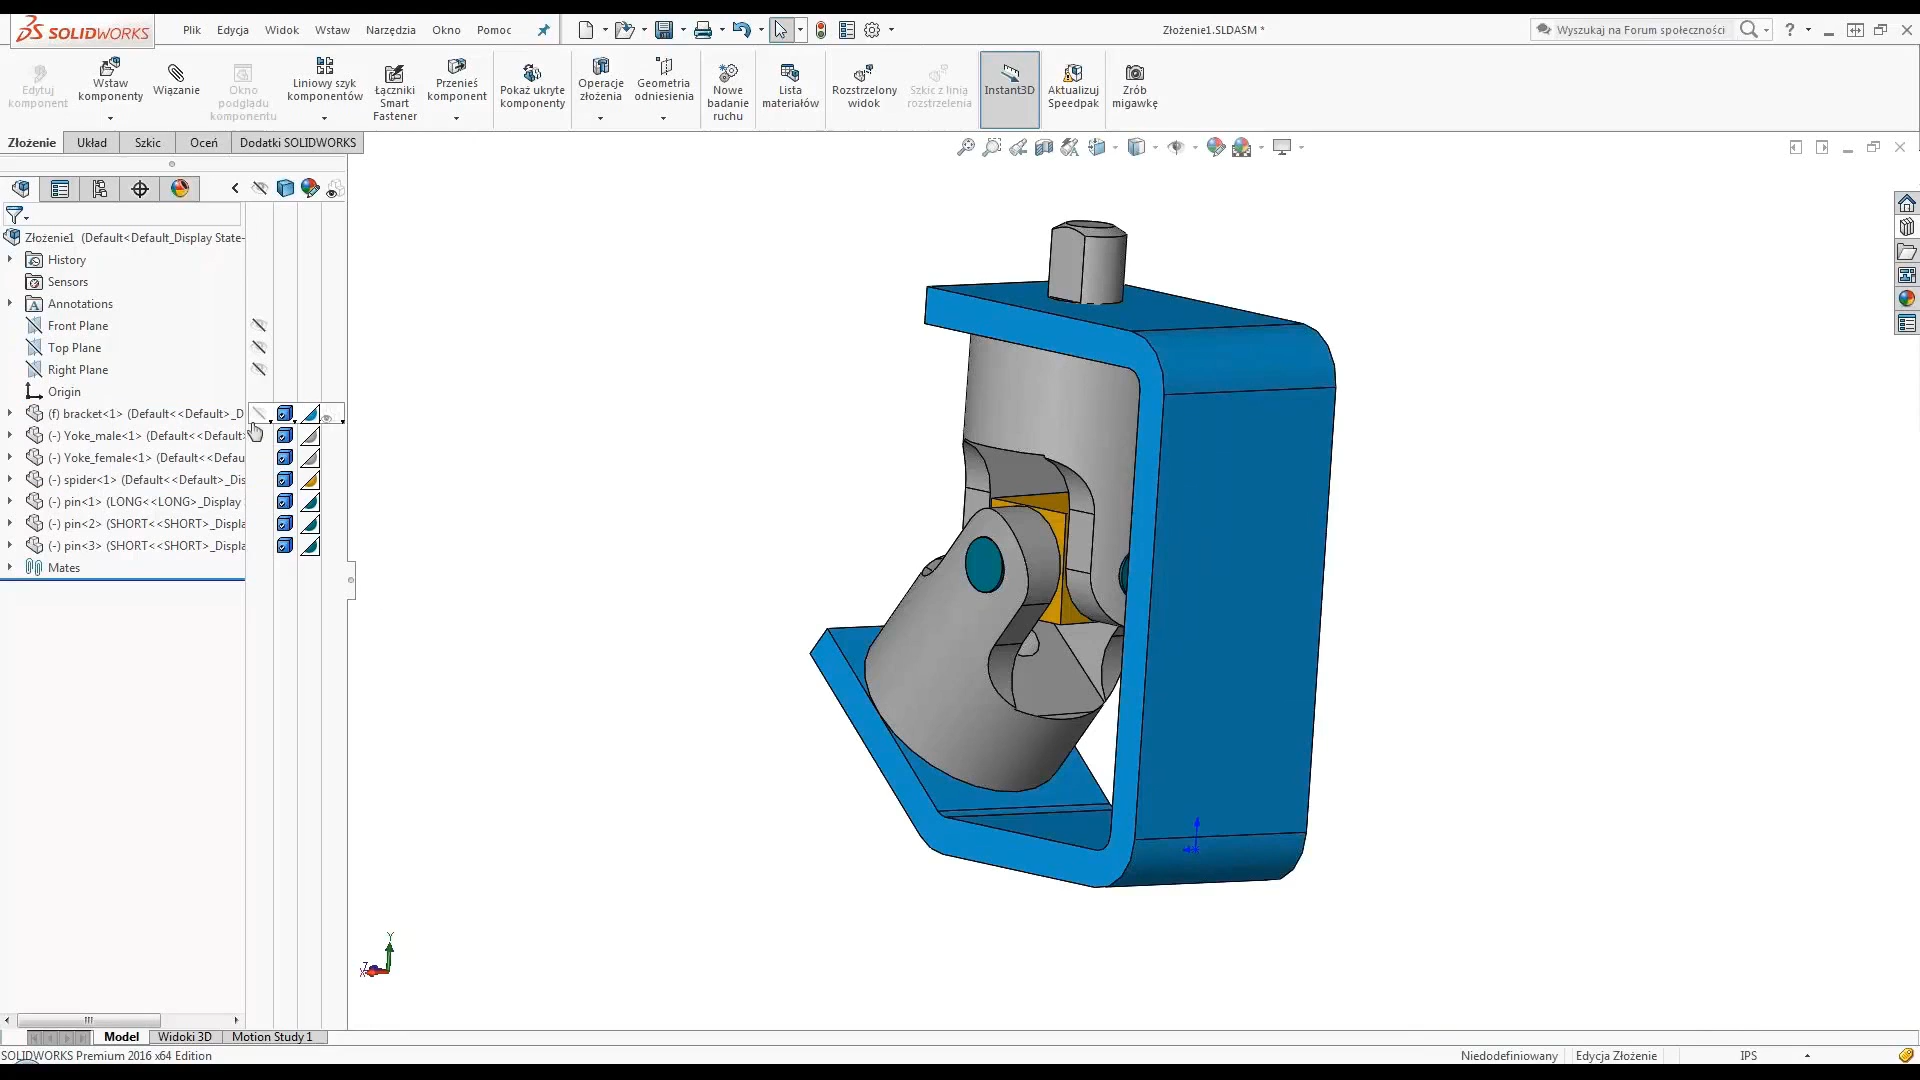 SOLIDWORKS
Plik Edycja Widok Wstaw Narzędzia Okno Pomoc
Złożenie1.SLDASM *
Wyszukaj na Forum społeczności
?
Edytuj komponent
Wstaw komponenty
Wiązanie
Okno podglądu komponentu
Liniowy szyk komponentów
Łączniki Smart Fastener
Przenieś komponent
Pokaż ukryte komponenty
Operacje złożenia
Geometria odniesienia
Nowe badanie ruchu
Lista materiałów
Rozstrzelony widok
Szkic z linią rozstrzelenia
Instant3D
Aktualizuj Speedpak
Zrób migawkę
Złożenie Układ Szkic Oceń Dodatki SOLIDWORKS
Złożenie1 (Default<Default_Display State-
History
Sensors
Annotations
Front Plane
Top Plane
Right Plane
Origin
(f) bracket<1> (Default<<Default>_D
(-) Yoke_male<1> (Default<<Default>
(-) Yoke_female<1> (Default<<Defau
(-) spider<1> (Default<<Default>_Dis
(-) pin<1> (LONG<<LONG>_Display
(-) pin<2> (SHORT<<SHORT>_Displa
(-) pin<3> (SHORT<<SHORT>_Displa
Mates
Y
Z
X
Model Widoki 3D Motion Study 1
SOLIDWORKS Premium 2016 x64 Edition
Niedodefiniowany Edycja Złożenie IPS